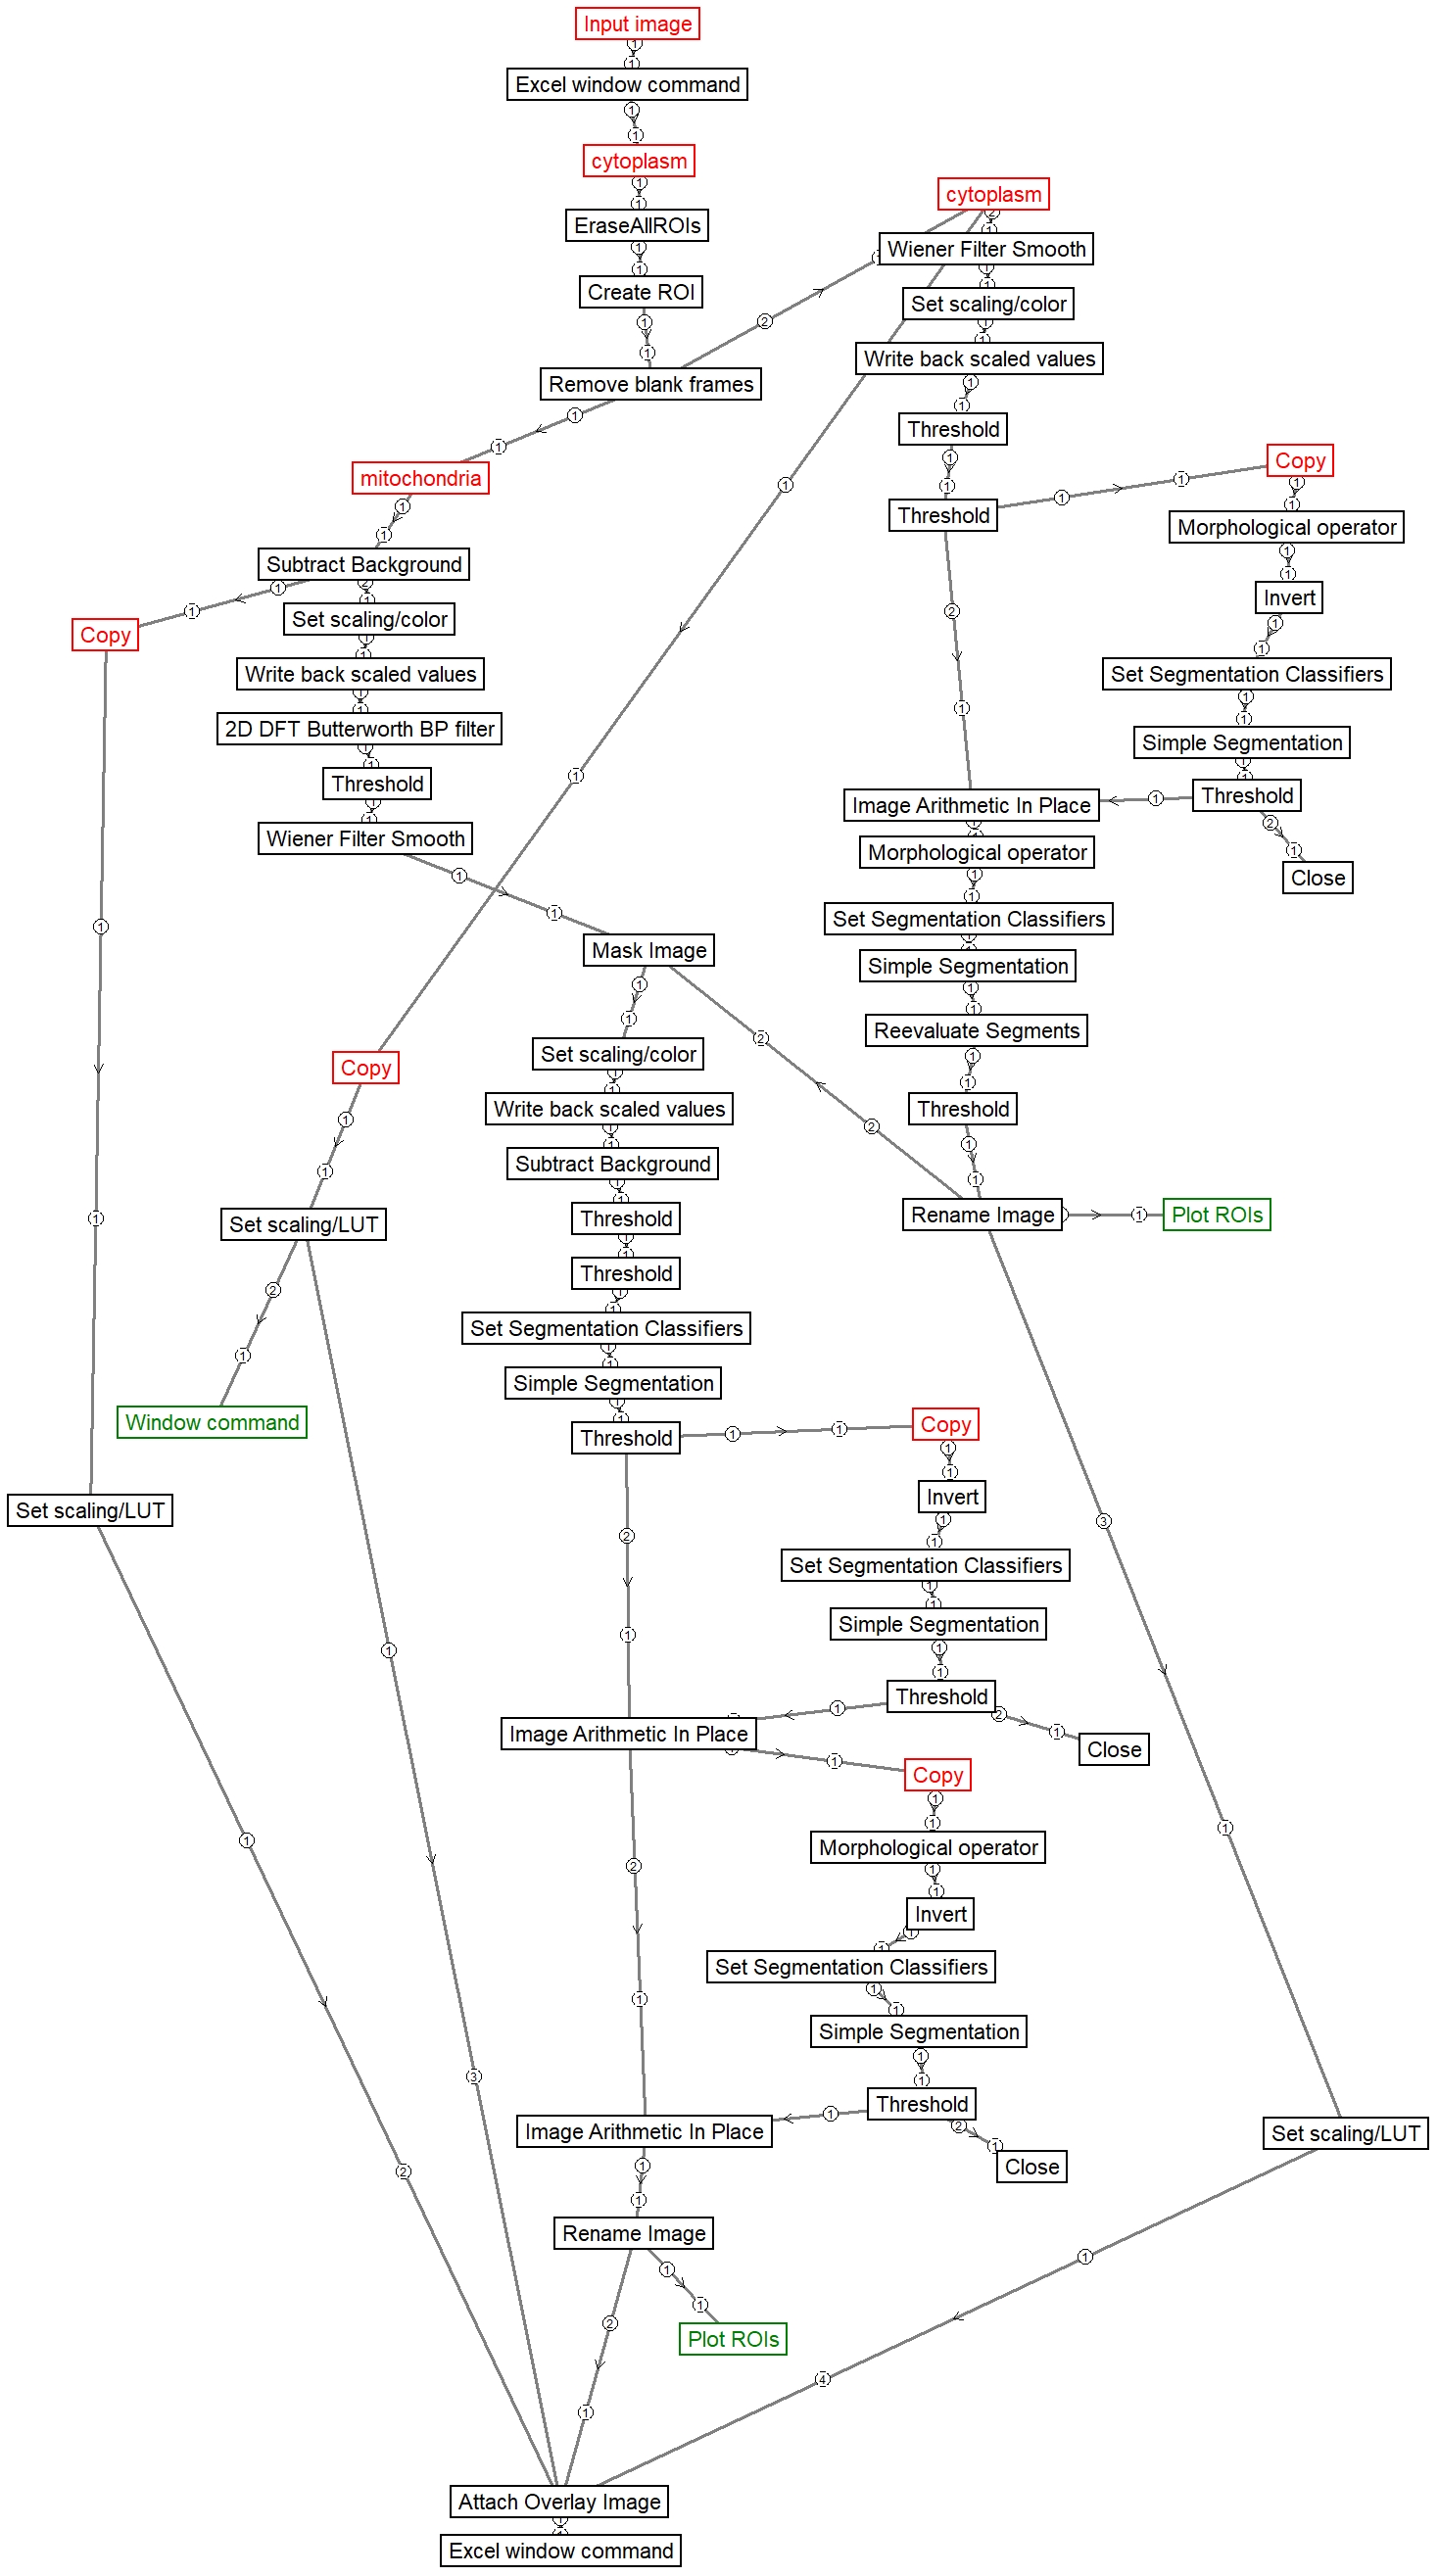 Input image
Excel window command
cytoplasm
cytoplasm
EraseAllROIs
Wiener Filter Smooth
Create ROI
Set scaling/color
Write back scaled values
Remove blank frames
Threshold
Copy
mitochondria
Threshold
Morphological operator
Subtract Background
Invert
Set scaling/color
Copy
Write back scaled values
Set Segmentation Classifiers
2D DFT Butterworth BP filter
Simple Segmentation
Threshold
Threshold
Image Arithmetic In Place
Wiener Filter Smooth
Morphological operator
Close
Set Segmentation Classifiers
Mask Image
Simple Segmentation
Reevaluate Segments
Set scaling/color
Copy
Write back scaled values
Threshold
Subtract Background
Rename Image
Plot ROIs
Threshold
Set scaling/LUT
Threshold
Set Segmentation Classifiers
Simple Segmentation
Window command
Copy
Threshold
Invert
Set scaling/LUT
Set Segmentation Classifiers
Simple Segmentation
Threshold
Image Arithmetic In Place
Close
Copy
Morphological operator
Invert
Set Segmentation Classifiers
Simple Segmentation
Threshold
Image Arithmetic In Place
Set scaling/LUT
Close
Rename Image
Plot ROIs
Attach Overlay Image
Excel window command